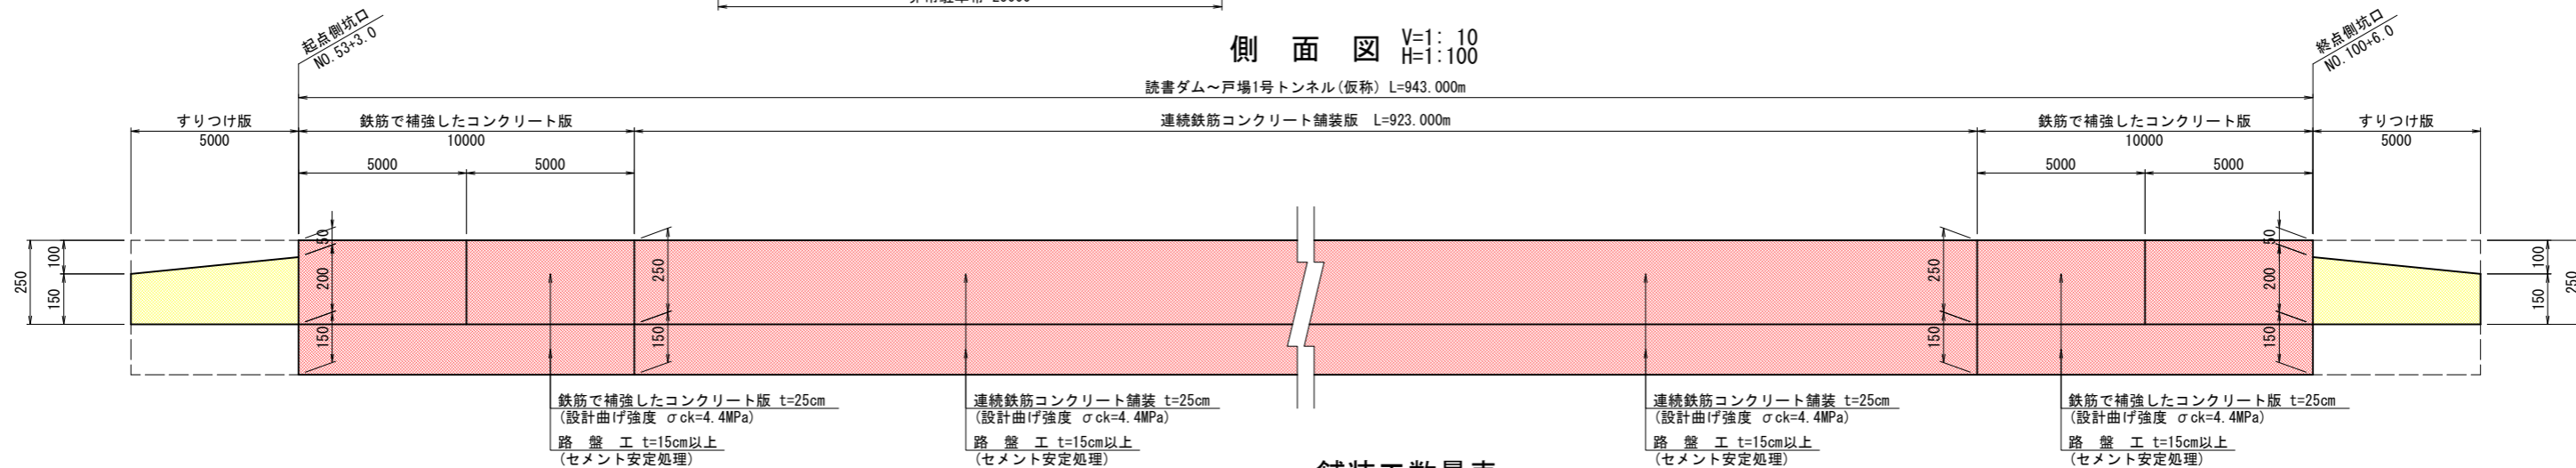 起点側坑口
NO.53+3.0
側 面 図 V=1: 10
H=1:100
終点側坑口
NO.100+6.0
読書ダム～戸場1号トンネル(仮称) L=943.000m
すりつけ版 鉄筋で補強したコンクリート版 連続鉄筋コンクリート舗装版 L=923.000m 鉄筋で補強したコンクリート版 すりつけ版
5000 10000 10000 5000
5000 5000 5000 5000
250 100 150 50 200 150 250 150 250 150 50 200 150 100 150 250
鉄筋で補強したコンクリート版 t=25cm
(設計曲げ強度 σck=4.4MPa)
路 盤 工 t=15cm以上
(セメント安定処理)
連続鉄筋コンクリート舗装 t=25cm
(設計曲げ強度 σck=4.4MPa)
路 盤 工 t=15cm以上
(セメント安定処理)
連続鉄筋コンクリート舗装 t=25cm
(設計曲げ強度 σck=4.4MPa)
路 盤 工 t=15cm以上
(セメント安定処理)
鉄筋で補強したコンクリート版 t=25cm
(設計曲げ強度 σck=4.4MPa)
路 盤 工 t=15cm以上
(セメント安定処理)